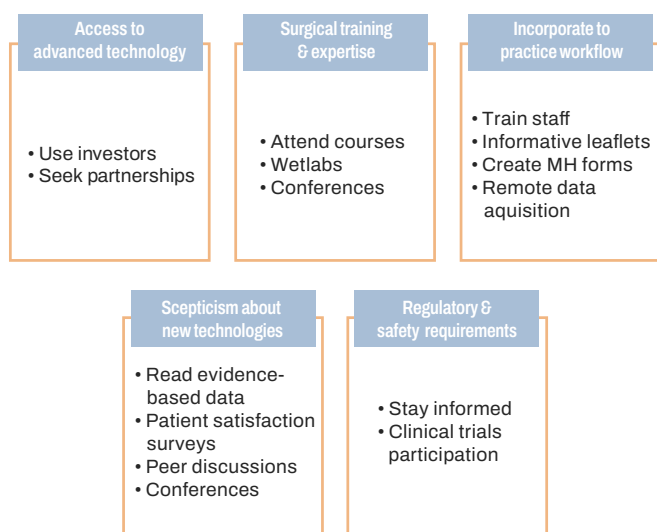 Access to
advanced technology
• Use investors
• Seek partnerships
Surgical training
& expertise
• Attend courses
• Wetlabs
• Conferences
Incorporate to
practice workflow
• Train staff
• Informative leaflets
• Create MH forms
• Remote data
aquisition
Scepticism about
new technologies
• Read evidence-
based data
• Patient satisfaction
surveys
• Peer discussions
• Conferences
Regulatory &
safety requirements
• Stay informed
• Clinical trials
participation